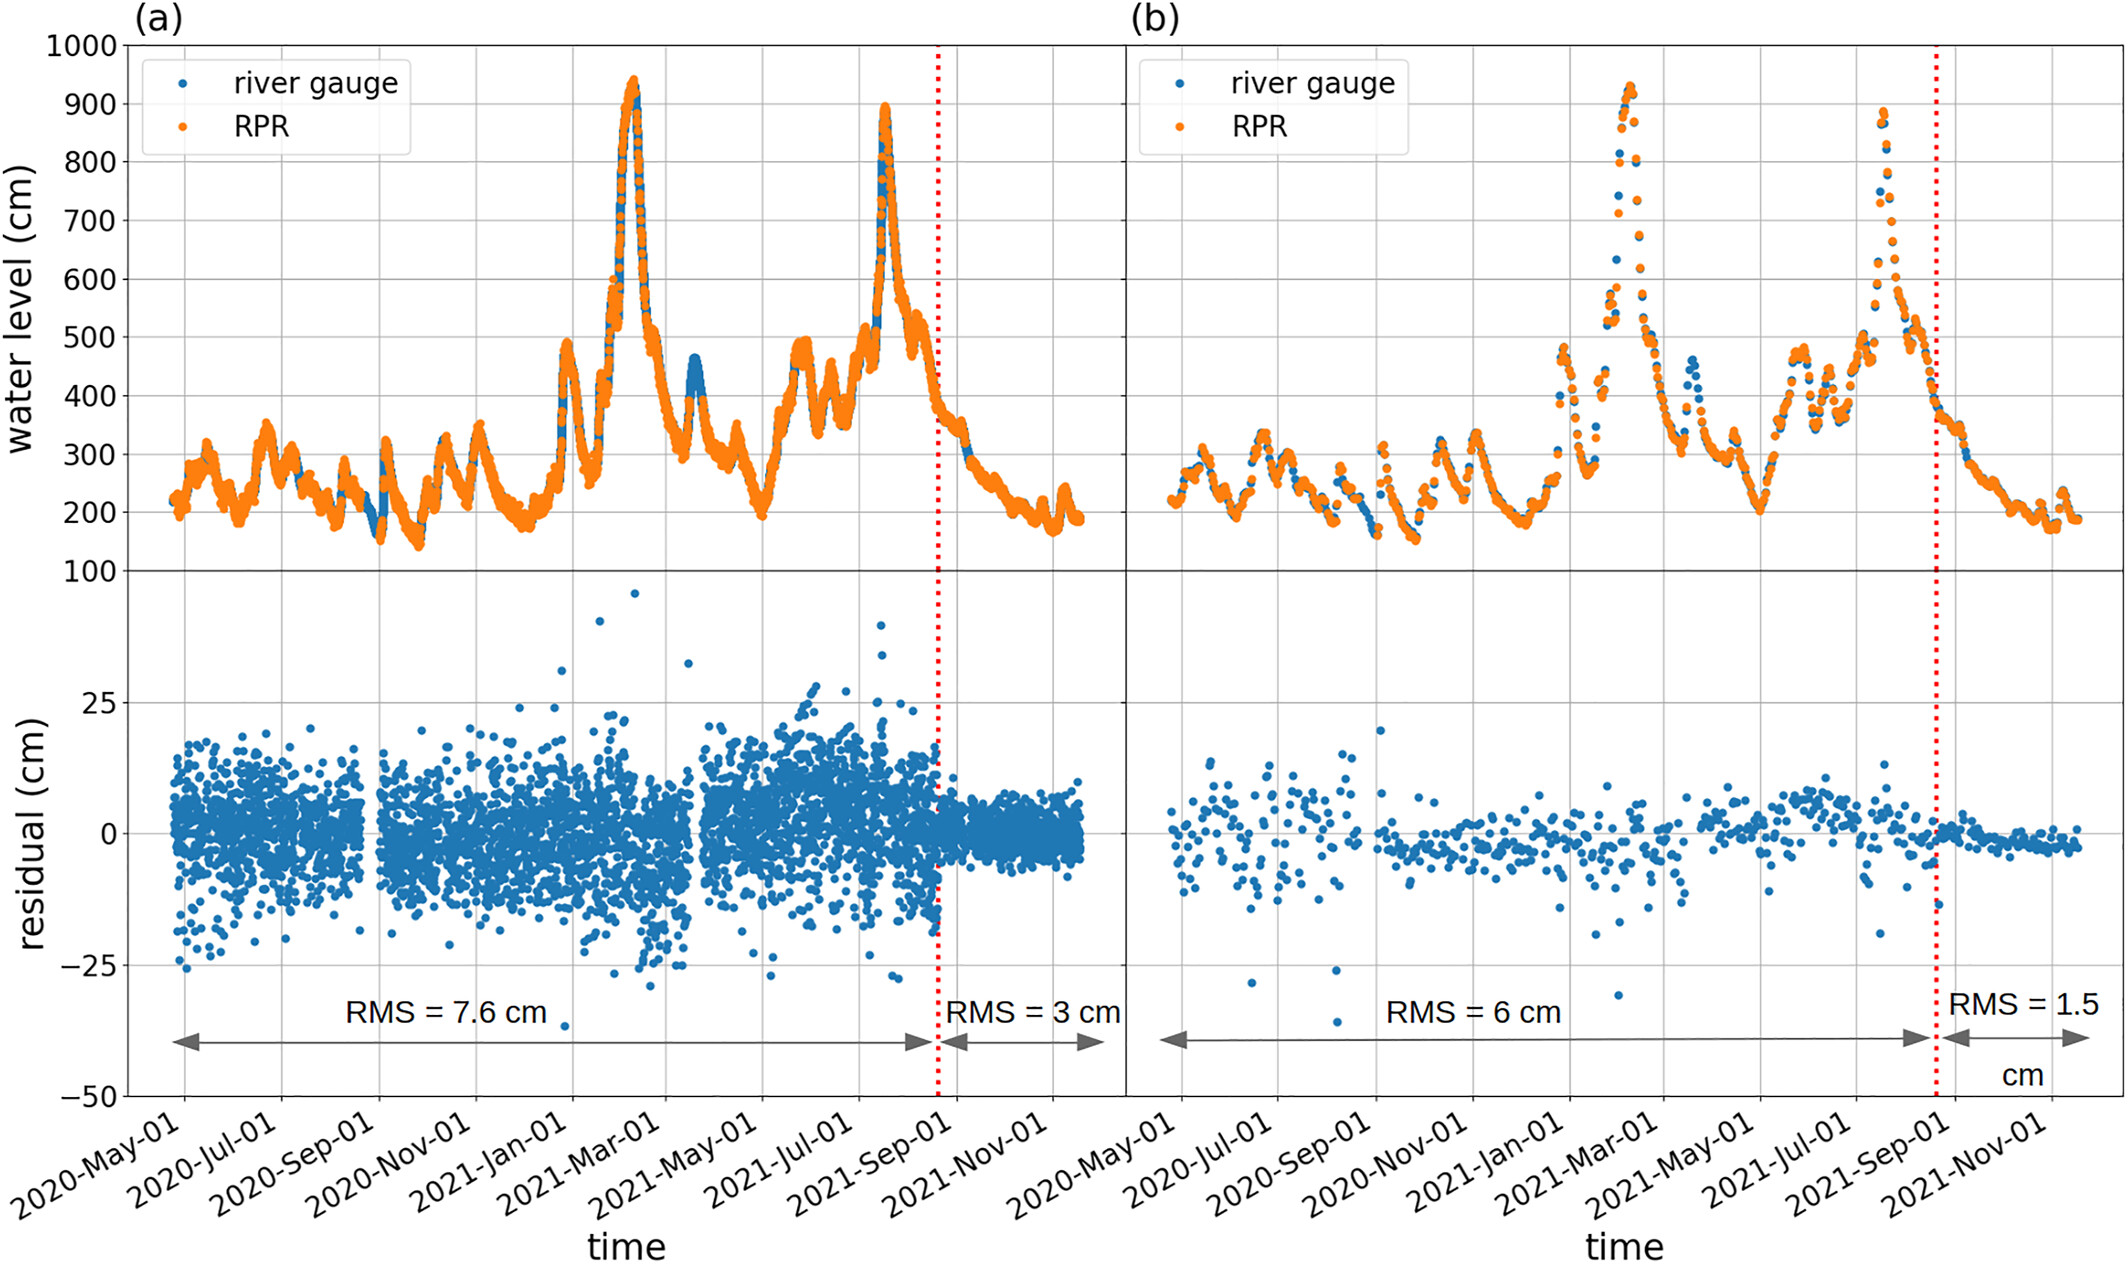 (a)
(b)
1000
900
800
700
600
500
400
300
200
100
water level (cm)
river gauge
RPR
river gauge
RPR
25
0
−25
−50
residual (cm)
RMS = 7.6 cm
RMS = 3 cm
RMS = 6 cm
RMS = 1.5
cm
2020-May-01
2020-Jul-01
2020-Sep-01
2020-Nov-01
2021-Jan-01
2021-Mar-01
2021-May-01
2021-Jul-01
2021-Sep-01
2021-Nov-01
2020-May-01
2020-Jul-01
2020-Sep-01
2020-Nov-01
2021-Jan-01
2021-Mar-01
2021-May-01
2021-Jul-01
2021-Sep-01
2021-Nov-01
time
time